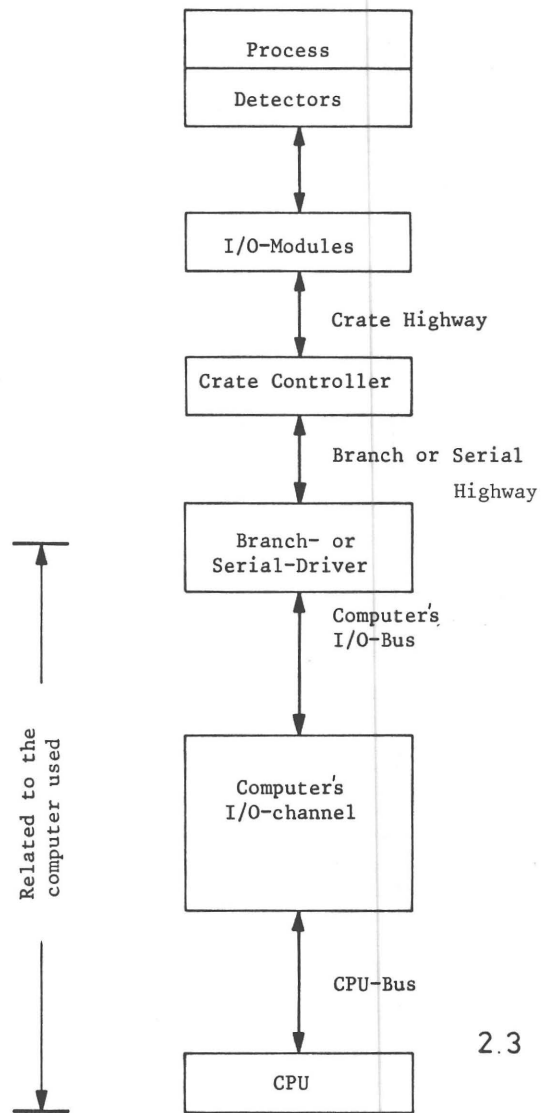 Process
Detectors
I/O-Modules
Crate Highway
Crate Controller
Branch or Serial
Highway
Branch- or
Serial-Driver
Computer's
I/O-Bus
Related to the
computer used
Computer's
I/O-channel
CPU-Bus
CPU
2.3